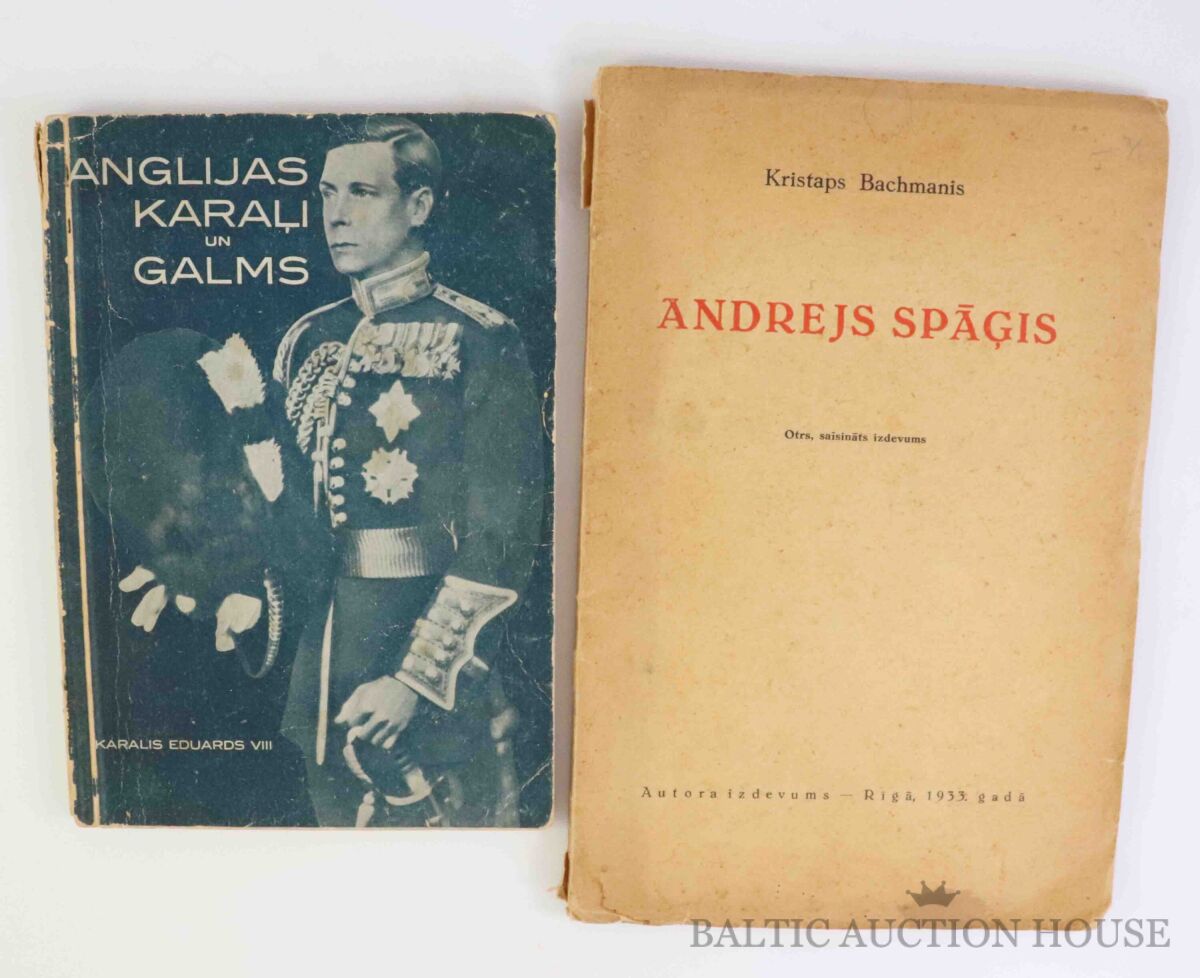 ANGLIJAS
KARAĻI
UN
GALMS
KARALIS EDUARDS VIII
Kristaps Bachmanis
ANDREJS SPĀĢIS
Otrs, saisināts izdevums
Autora izdevums — Rīgā, 1933. gadā
BALTIC AUCTION HOUSE